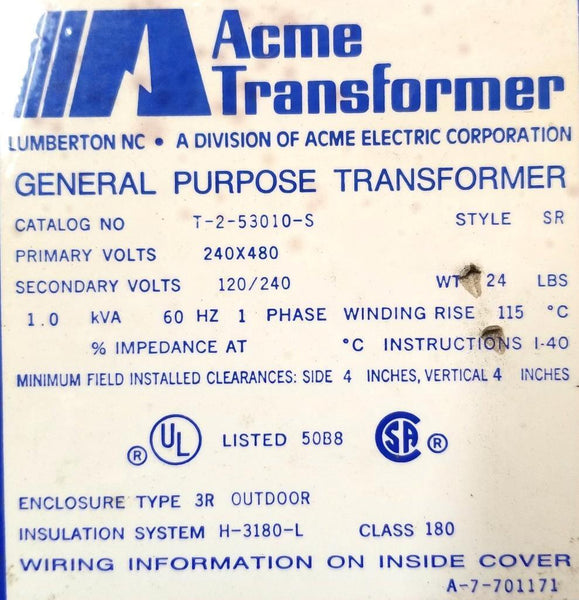 Acme
Transformer
LUMBERTON NC • A DIVISION OF ACME ELECTRIC CORPORATION
GENERAL PURPOSE TRANSFORMER
CATALOG NO T-2-53010-S STYLE SR
PRIMARY VOLTS 240X480
SECONDARY VOLTS 120/240 WT 24 LBS
1.0 kVA 60 HZ 1 PHASE WINDING RISE 115 °C
% IMPEDANCE AT °C INSTRUCTIONS I-40
MINIMUM FIELD INSTALLED CLEARANCES: SIDE 4 INCHES, VERTICAL 4 INCHES
® UL LISTED 50B8 SA ®
ENCLOSURE TYPE 3R OUTDOOR
INSULATION SYSTEM H-3180-L CLASS 180
WIRING INFORMATION ON INSIDE COVER
A-7-701171